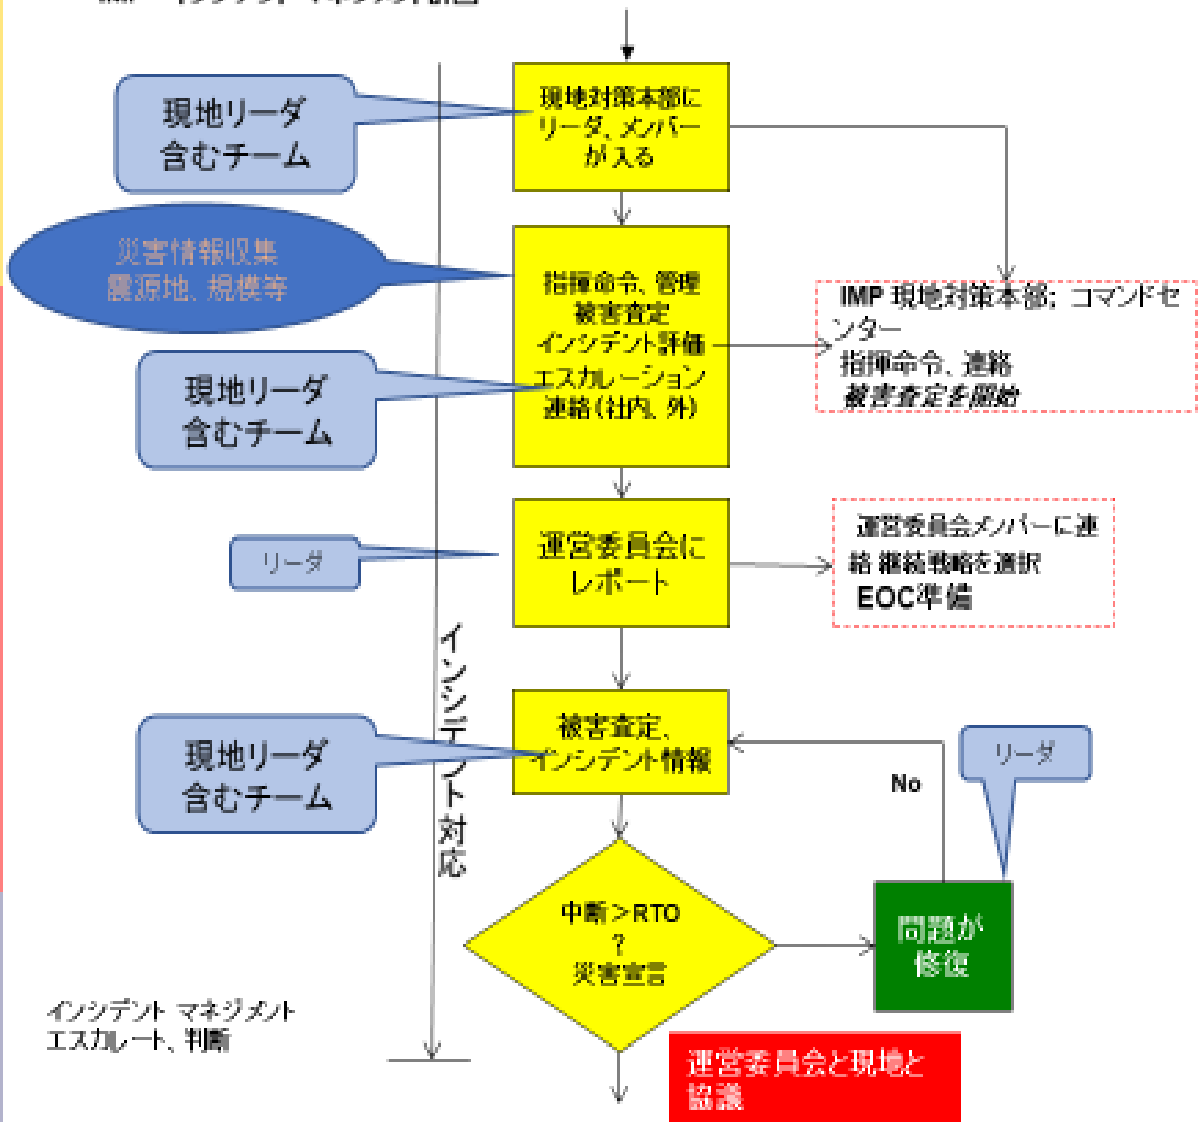 現地対策本部に
リーダ、メンバー
が入る
現地リーダ
含むチーム
災害情報収集
震源地、規模等
指揮命令、管理
被害査定
インシデント評価
エスカレーション
連絡(社内、外)
IMP 現地対策本部; コマンドセ
ンター
指揮命令、連絡
被害査定を開始
現地リーダ
含むチーム
運営委員会に
レポート
リーダ
運営委員会メンバーに連
絡 継続戦略を選択
EOC準備
インシデント対応
被害査定、
インシデント情報
現地リーダ
含むチーム
リーダ
No
中断>RTO
?
災害宣言
問題が
修復
インシデント マネジメント
エスカレート、判断
運営委員会と現地と
協議